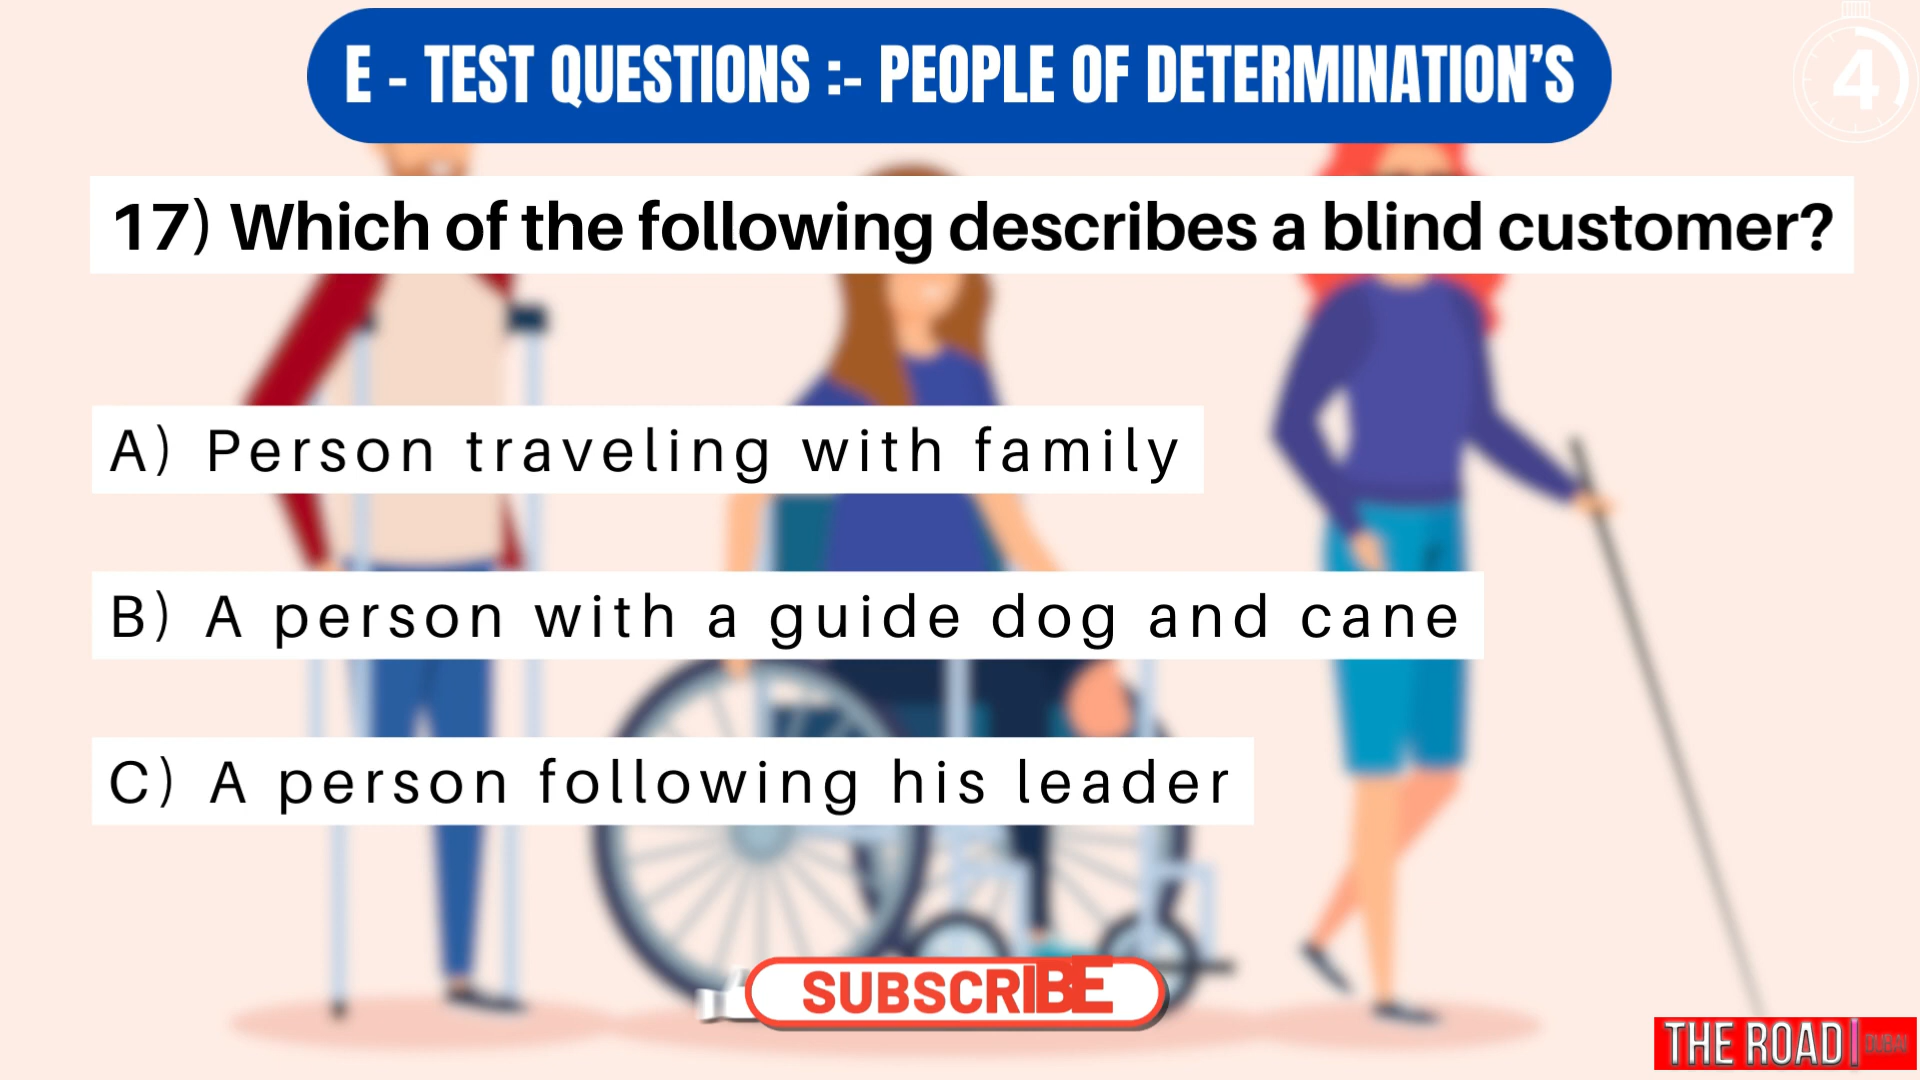 E - TEST QUESTIONS :- PEOPLE OF DETERMINATION'S
4
17) Which of the following describes a blind customer?
A) Person traveling with family
B) A person with a guide dog and cane
C) A person following his leader
SUBSCRIBE
THE ROAD DUBAI